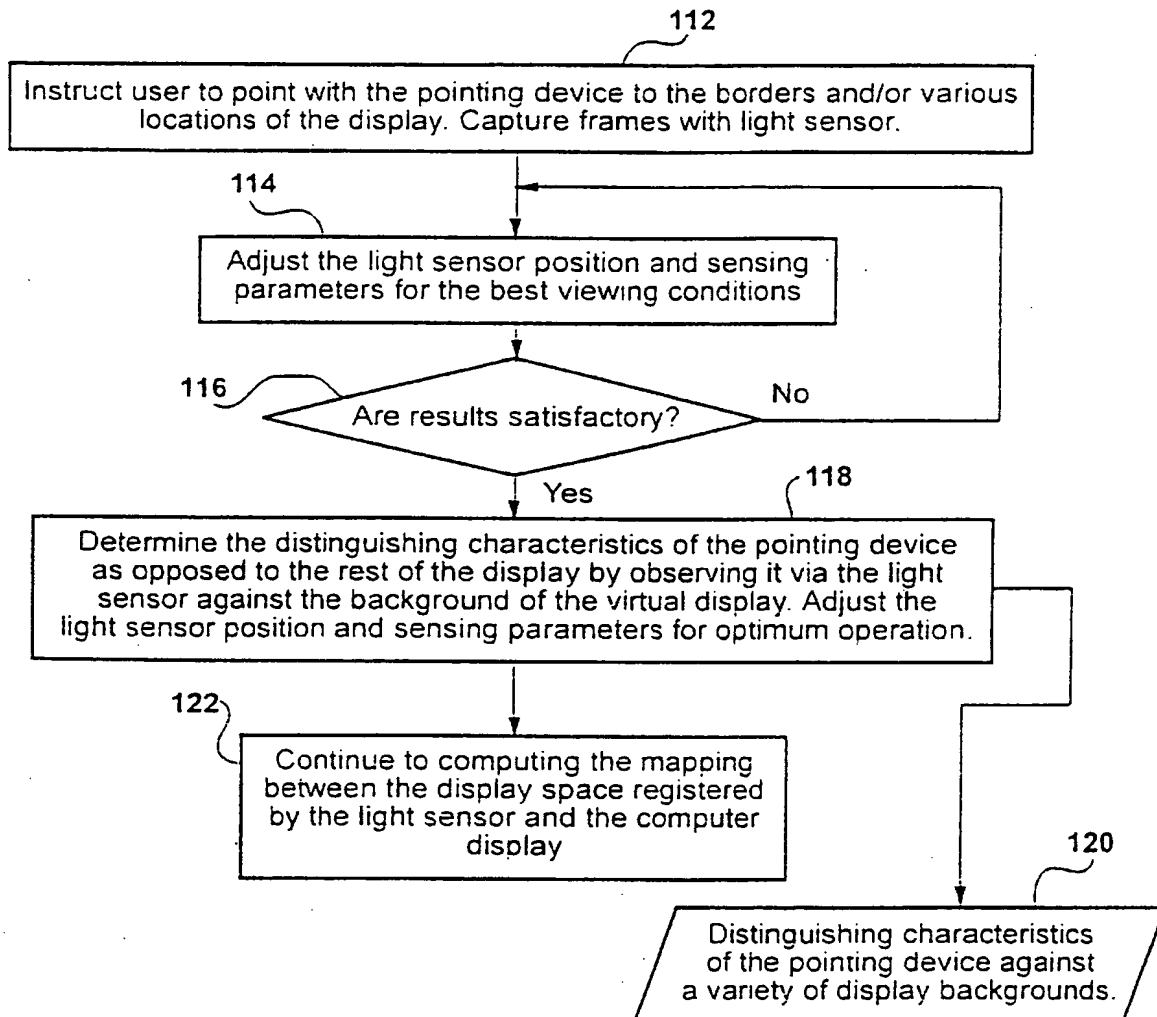 112
Instruct user to point with the pointing device to the borders and/or various
locations of the display. Capture frames with light sensor.
114
Adjust the light sensor position and sensing
parameters for the best viewing conditions
116
Are results satisfactory?
No
Yes
118
Determine the distinguishing characteristics of the pointing device
as opposed to the rest of the display by observing it via the light
sensor against the background of the virtual display. Adjust the
light sensor position and sensing parameters for optimum operation.
122
Continue to computing the mapping
between the display space registered
by the light sensor and the computer
display
120
Distinguishing characteristics
of the pointing device against
a variety of display backgrounds.